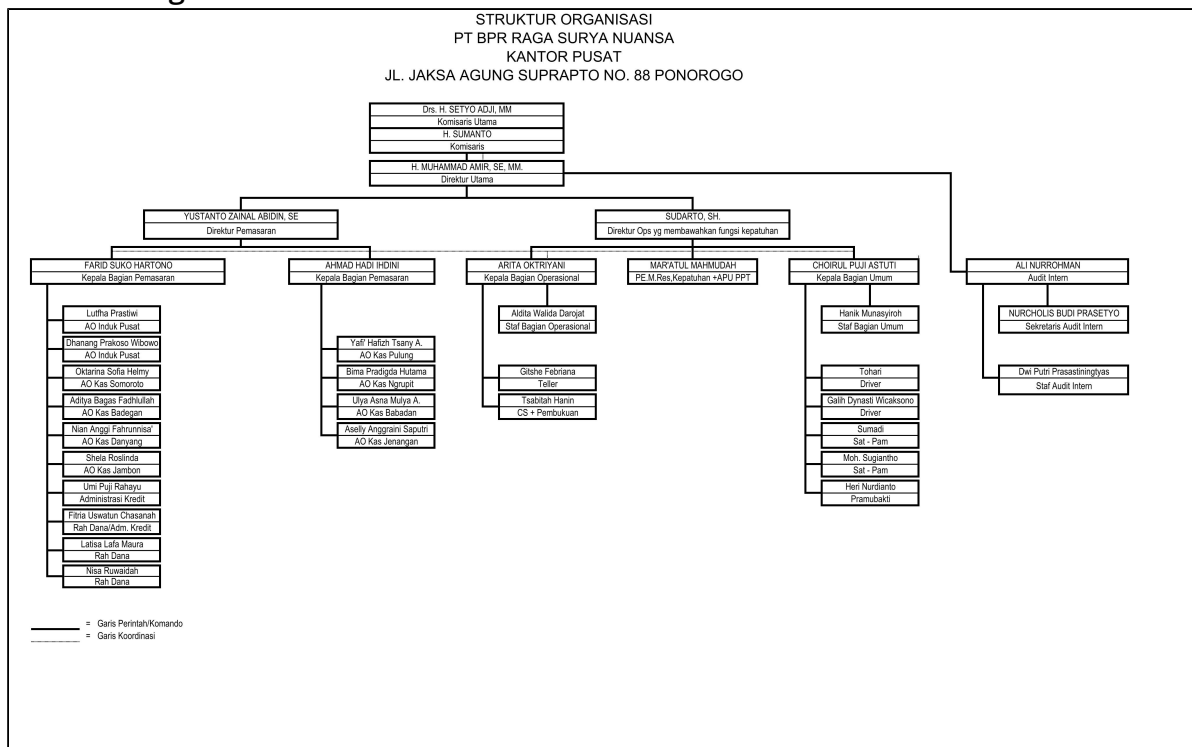 STRUKTUR ORGANISASI
PT BPR RAGA SURYA NUANSA
KANTOR PUSAT
JL. JAKSA AGUNG SUPRAPTO NO. 88 PONOROGO
Drs. H. SETYO ADJI, MM
Komisaris Utama
H. SUMANTO
Komisaris
H. MUHAMMAD AMIR, SE, MM.
Direktur Utama
YUSTANTO ZAINAL ABIDIN, SE
Direktur Pemasaran
SUDARTO, SH.
Direktur Ops yg membawahkan fungsi kepatuhan
FARID SUKO HARTONO
Kepala Bagian Pemasaran
AHMAD HADI IHDINI
Kepala Bagian Pemasaran
ARITA OKTRIYANI
Kepala Bagian Operasional
MAR'ATUL MAHMUDAH
PE.M.Res,Kepatuhan +APU PPT
CHOIRUL PUJI ASTUTI
Kepala Bagian Umum
ALI NURROHMAN
Audit Intern
Lutfha Prastiwi
AO Induk Pusat
Dhanang Prakoso Wibowo
AO Induk Pusat
Oktarina Sofia Helmy
AO Kas Somoroto
Aditya Bagas Fadhlullah
AO Kas Badegan
Nian Anggi Fahrunnisa'
AO Kas Danyang
Shela Roslinda
AO Kas Jambon
Umi Puji Rahayu
Administrasi Kredit
Fitria Uswatun Chasanah
Rah Dana/Adm. Kredit
Latisa Lafa Maura
Rah Dana
Nisa Ruwaidah
Rah Dana
Yafi' Hafizh Tsany A.
AO Kas Pulung
Bima Pradigda Hutama
AO Kas Ngrupit
Ulya Asna Mulya A.
AO Kas Babadan
Aselly Anggraini Saputri
AO Kas Jenangan
Aldita Walida Darojat
Staf Bagian Operasional
Gitshe Febriana
Teller
Tsabitah Hanin
CS + Pembukuan
Hanik Munasyiroh
Staf Bagian Umum
Tohari
Driver
Galih Dynasti Wicaksono
Driver
Sumadi
Sat - Pam
Moh. Sugiantho
Sat - Pam
Heri Nurdianto
Pramubakti
NURCHOLIS BUDI PRASETYO
Sekretaris Audit Intern
Dwi Putri Prasastiningtyas
Staf Audit Intern
= Garis Perintah/Komando
= Garis Koordinasi